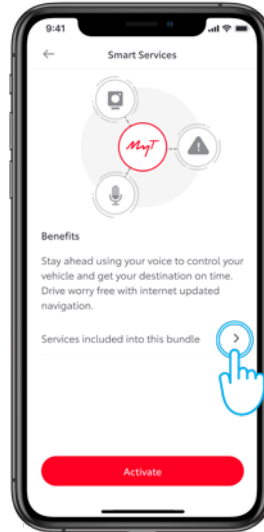 9:41
Smart Services
MyT
Benefits
Stay ahead using your voice to control your
vehicle and get your destination on time.
Drive worry free with internet updated
navigation.
Services included into this bundle
Activate